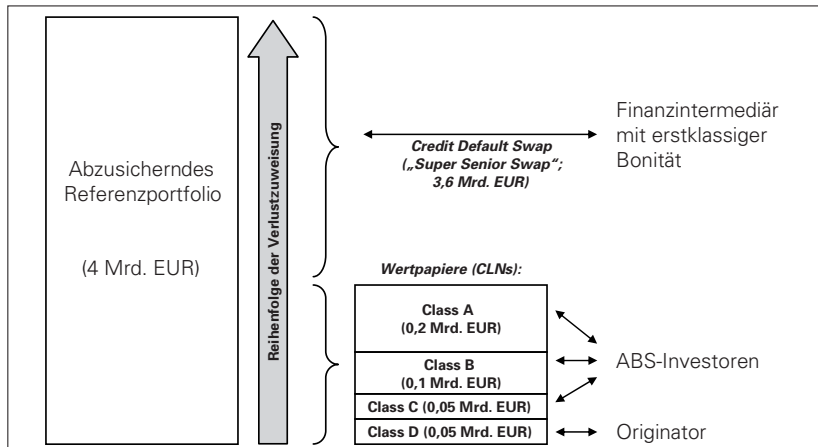 Abzusicherndes
Referenzportfolio
(4 Mrd. EUR)
Reihenfolge der Verlustzuweisung
Credit Default Swap
(„Super Senior Swap“;
3,6 Mrd. EUR)
Finanzintermediär
mit erstklassiger
Bonität
Wertpapiere (CLNs):
Class A
(0,2 Mrd. EUR)
Class B
(0,1 Mrd. EUR)
Class C (0,05 Mrd. EUR)
Class D (0,05 Mrd. EUR)
ABS-Investoren
Originator